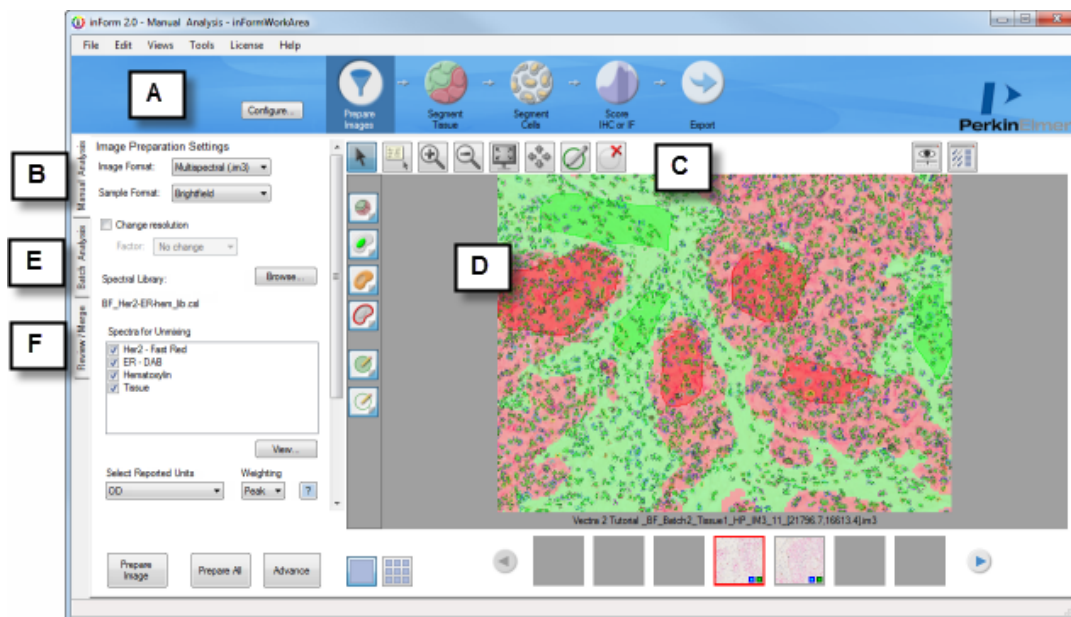 inForm 2.0 - Manual Analysis - inFormWorkArea
File Edit Views Tools License Help
A
Configure...
Prepare Images
Segment Tissue
Segment Cells
Score IHC or IF
Export
PerkinElmer
B
Manual Analysis
E
Batch Analysis
F
Review / Merge
Image Preparation Settings
Image Format: Multispectral (.im3)
Sample Format: Brightfield
Change resolution
Factor: No change
Spectral Library: Browse...
BF_Her2-ER-hem_lib.cal
Spectra for Unmixing
Her2 - Fast Red
ER - DAB
Hematoxylin
Tissue
View...
Select Reported Units Weighting
OD Peak ?
Prepare Image
Prepare All
Advance
C
D
Vectra 2 Tutorial _BF_Batch2_Tissue1_HP_IM3_11_[21796.7,16613.4].im3